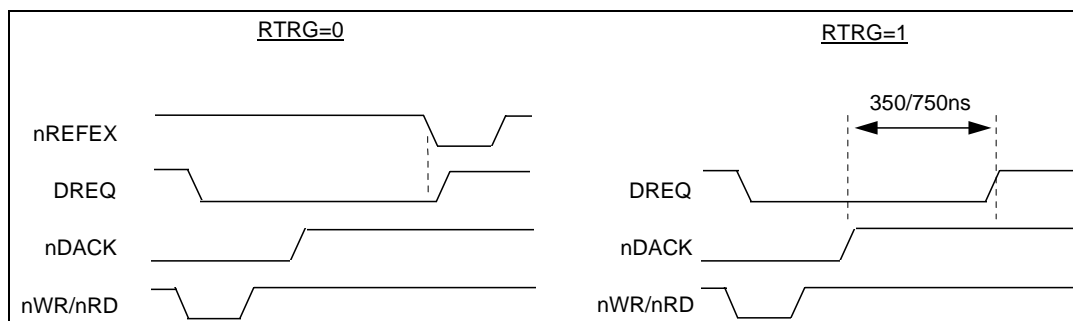 RTRG=0
nREFEX
DREQ
nDACK
nWR/nRD
RTRG=1
350/750ns
DREQ
nDACK
nWR/nRD